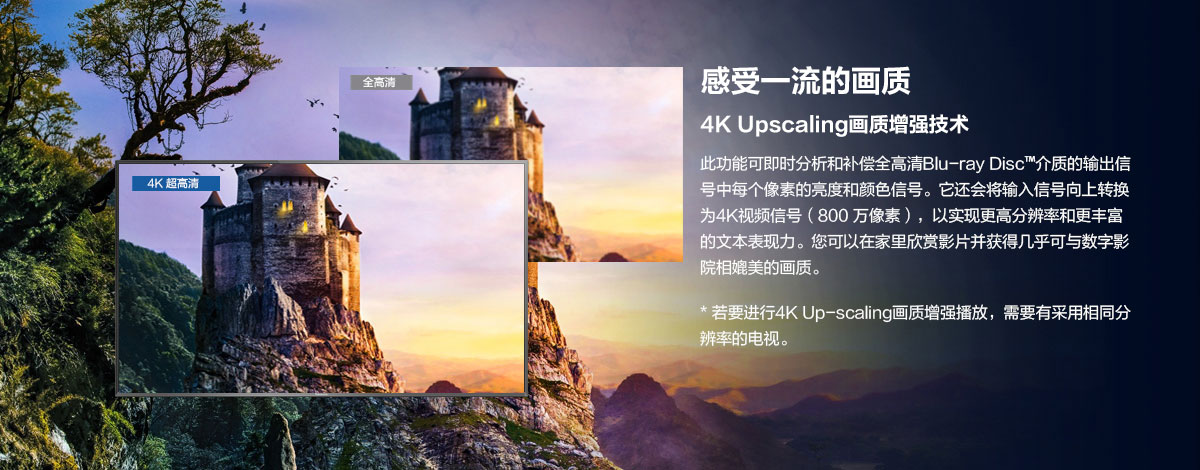 全高清
4K 超高清
感受一流的画质
4K Upscaling画质增强技术
此功能可即时分析和补偿全高清Blu-ray Disc™介质的输出信
号中每个像素的亮度和颜色信号。它还会将输入信号向上转换
为4K视频信号（800 万像素），以实现更高分辨率和更丰富
的文本表现力。您可以在家里欣赏影片并获得几乎可与数字影
院相媲美的画质。
* 若要进行4K Up-scaling画质增强播放，需要有采用相同分
辨率的电视。